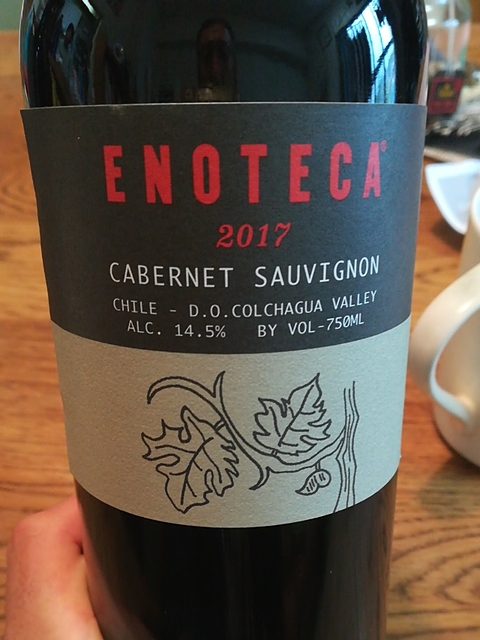 ENOTECA®
2017
CABERNET SAUVIGNON
CHILE - D.O.COLCHAGUA VALLEY
ALC. 14.5% BY VOL-750ML